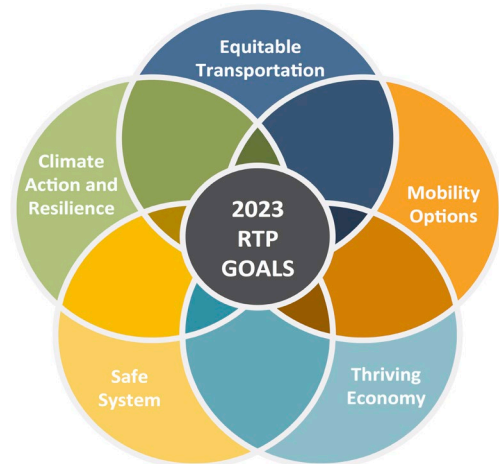 Equitable
Transportation
Climate
Action and
Resilience
Mobility
Options
2023
RTP
GOALS
Safe
System
Thriving
Economy